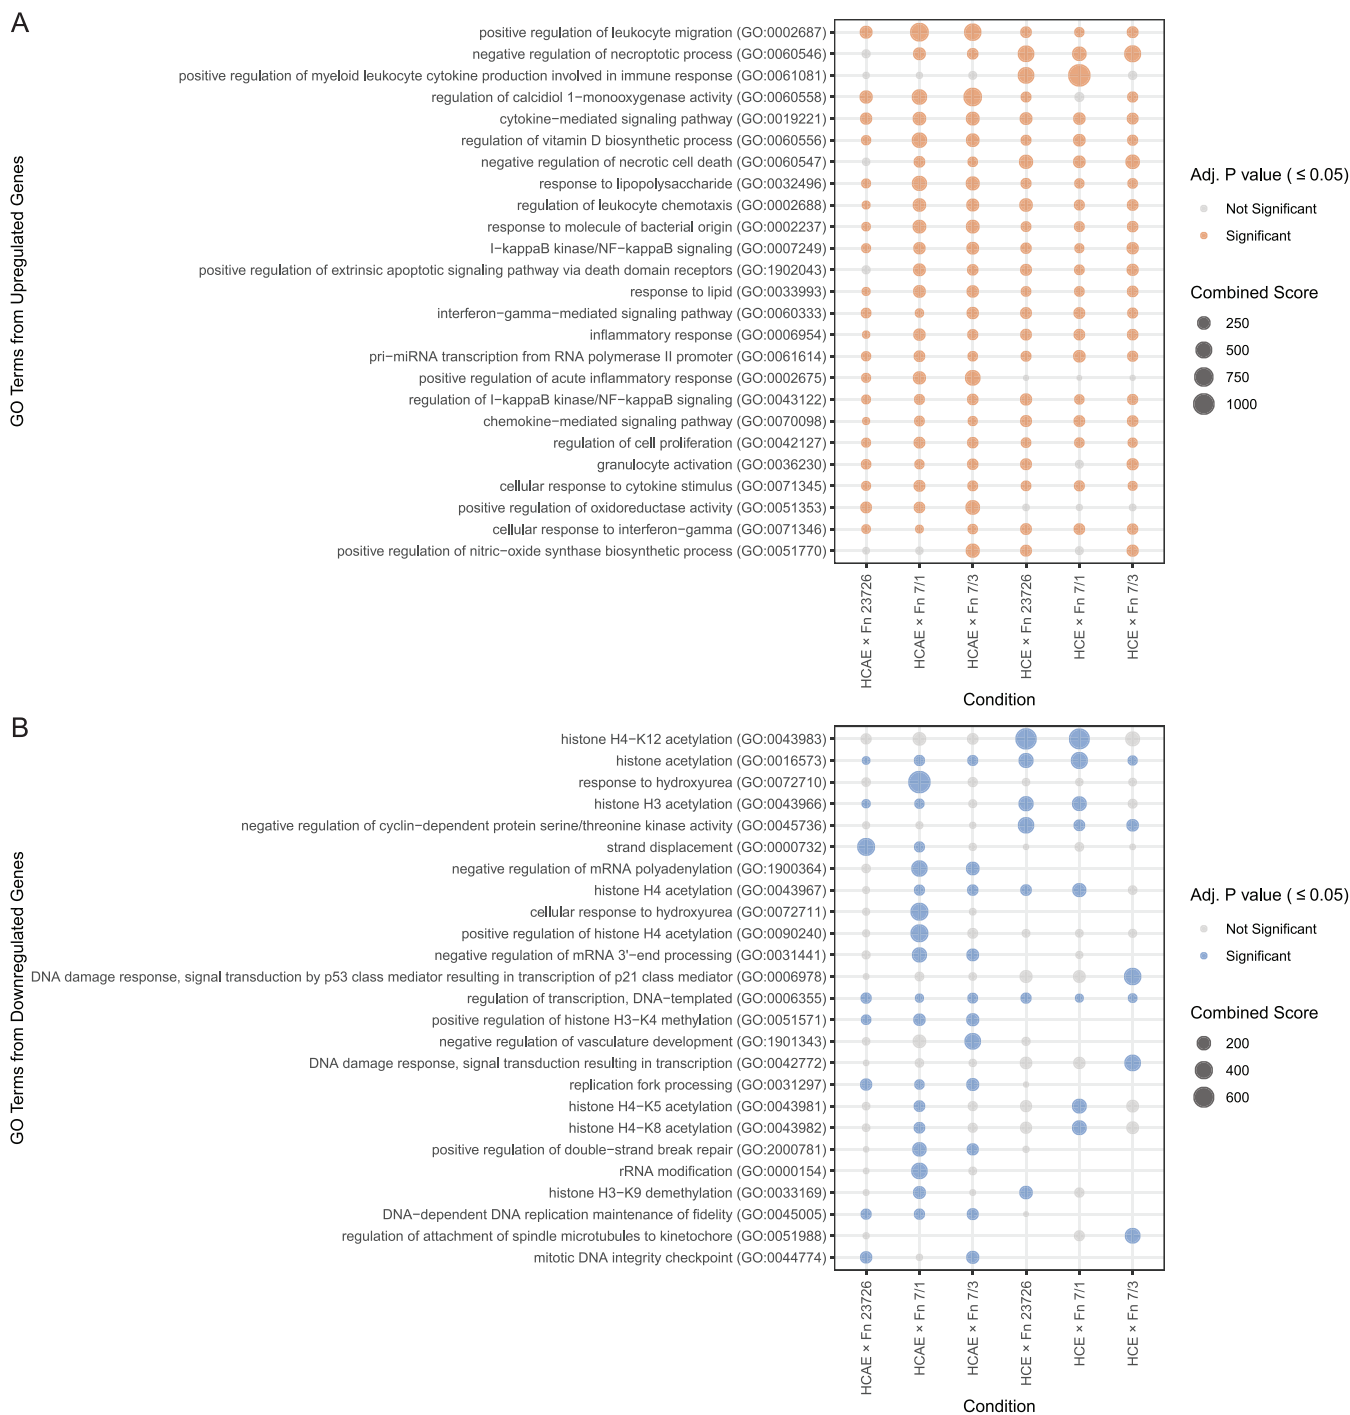 A
GO Terms from Upregulated Genes
positive regulation of leukocyte migration (GO:0002687)
negative regulation of necroptotic process (GO:0060546)
positive regulation of myeloid leukocyte cytokine production involved in immune response (GO:0061081)
regulation of calcidiol 1−monooxygenase activity (GO:0060558)
cytokine−mediated signaling pathway (GO:0019221)
regulation of vitamin D biosynthetic process (GO:0060556)
negative regulation of necrotic cell death (GO:0060547)
response to lipopolysaccharide (GO:0032496)
regulation of leukocyte chemotaxis (GO:0002688)
response to molecule of bacterial origin (GO:0002237)
I−kappaB kinase/NF−kappaB signaling (GO:0007249)
positive regulation of extrinsic apoptotic signaling pathway via death domain receptors (GO:1902043)
response to lipid (GO:0033993)
interferon−gamma−mediated signaling pathway (GO:0060333)
inflammatory response (GO:0006954)
pri−miRNA transcription from RNA polymerase II promoter (GO:0061614)
positive regulation of acute inflammatory response (GO:0002675)
regulation of I−kappaB kinase/NF−kappaB signaling (GO:0043122)
chemokine−mediated signaling pathway (GO:0070098)
regulation of cell proliferation (GO:0042127)
granulocyte activation (GO:0036230)
cellular response to cytokine stimulus (GO:0071345)
positive regulation of oxidoreductase activity (GO:0051353)
cellular response to interferon−gamma (GO:0071346)
positive regulation of nitric−oxide synthase biosynthetic process (GO:0051770)
HCAE × Fn 23726
HCAE × Fn 7/1
HCAE × Fn 7/3
HCE × Fn 23726
HCE × Fn 7/1
HCE × Fn 7/3
Condition
Adj. P value ( ≤ 0.05)
Not Significant
Significant
Combined Score
250
500
750
1000
B
GO Terms from Downregulated Genes
histone H4−K12 acetylation (GO:0043983)
histone acetylation (GO:0016573)
response to hydroxyurea (GO:0072710)
histone H3 acetylation (GO:0043966)
negative regulation of cyclin−dependent protein serine/threonine kinase activity (GO:0045736)
strand displacement (GO:0000732)
negative regulation of mRNA polyadenylation (GO:1900364)
histone H4 acetylation (GO:0043967)
cellular response to hydroxyurea (GO:0072711)
positive regulation of histone H4 acetylation (GO:0090240)
negative regulation of mRNA 3'−end processing (GO:0031441)
DNA damage response, signal transduction by p53 class mediator resulting in transcription of p21 class mediator (GO:0006978)
regulation of transcription, DNA−templated (GO:0006355)
positive regulation of histone H3−K4 methylation (GO:0051571)
negative regulation of vasculature development (GO:1901343)
DNA damage response, signal transduction resulting in transcription (GO:0042772)
replication fork processing (GO:0031297)
histone H4−K5 acetylation (GO:0043981)
histone H4−K8 acetylation (GO:0043982)
positive regulation of double−strand break repair (GO:2000781)
rRNA modification (GO:0000154)
histone H3−K9 demethylation (GO:0033169)
DNA−dependent DNA replication maintenance of fidelity (GO:0045005)
regulation of attachment of spindle microtubules to kinetochore (GO:0051988)
mitotic DNA integrity checkpoint (GO:0044774)
HCAE × Fn 23726
HCAE × Fn 7/1
HCAE × Fn 7/3
HCE × Fn 23726
HCE × Fn 7/1
HCE × Fn 7/3
Condition
Adj. P value ( ≤ 0.05)
Not Significant
Significant
Combined Score
200
400
600